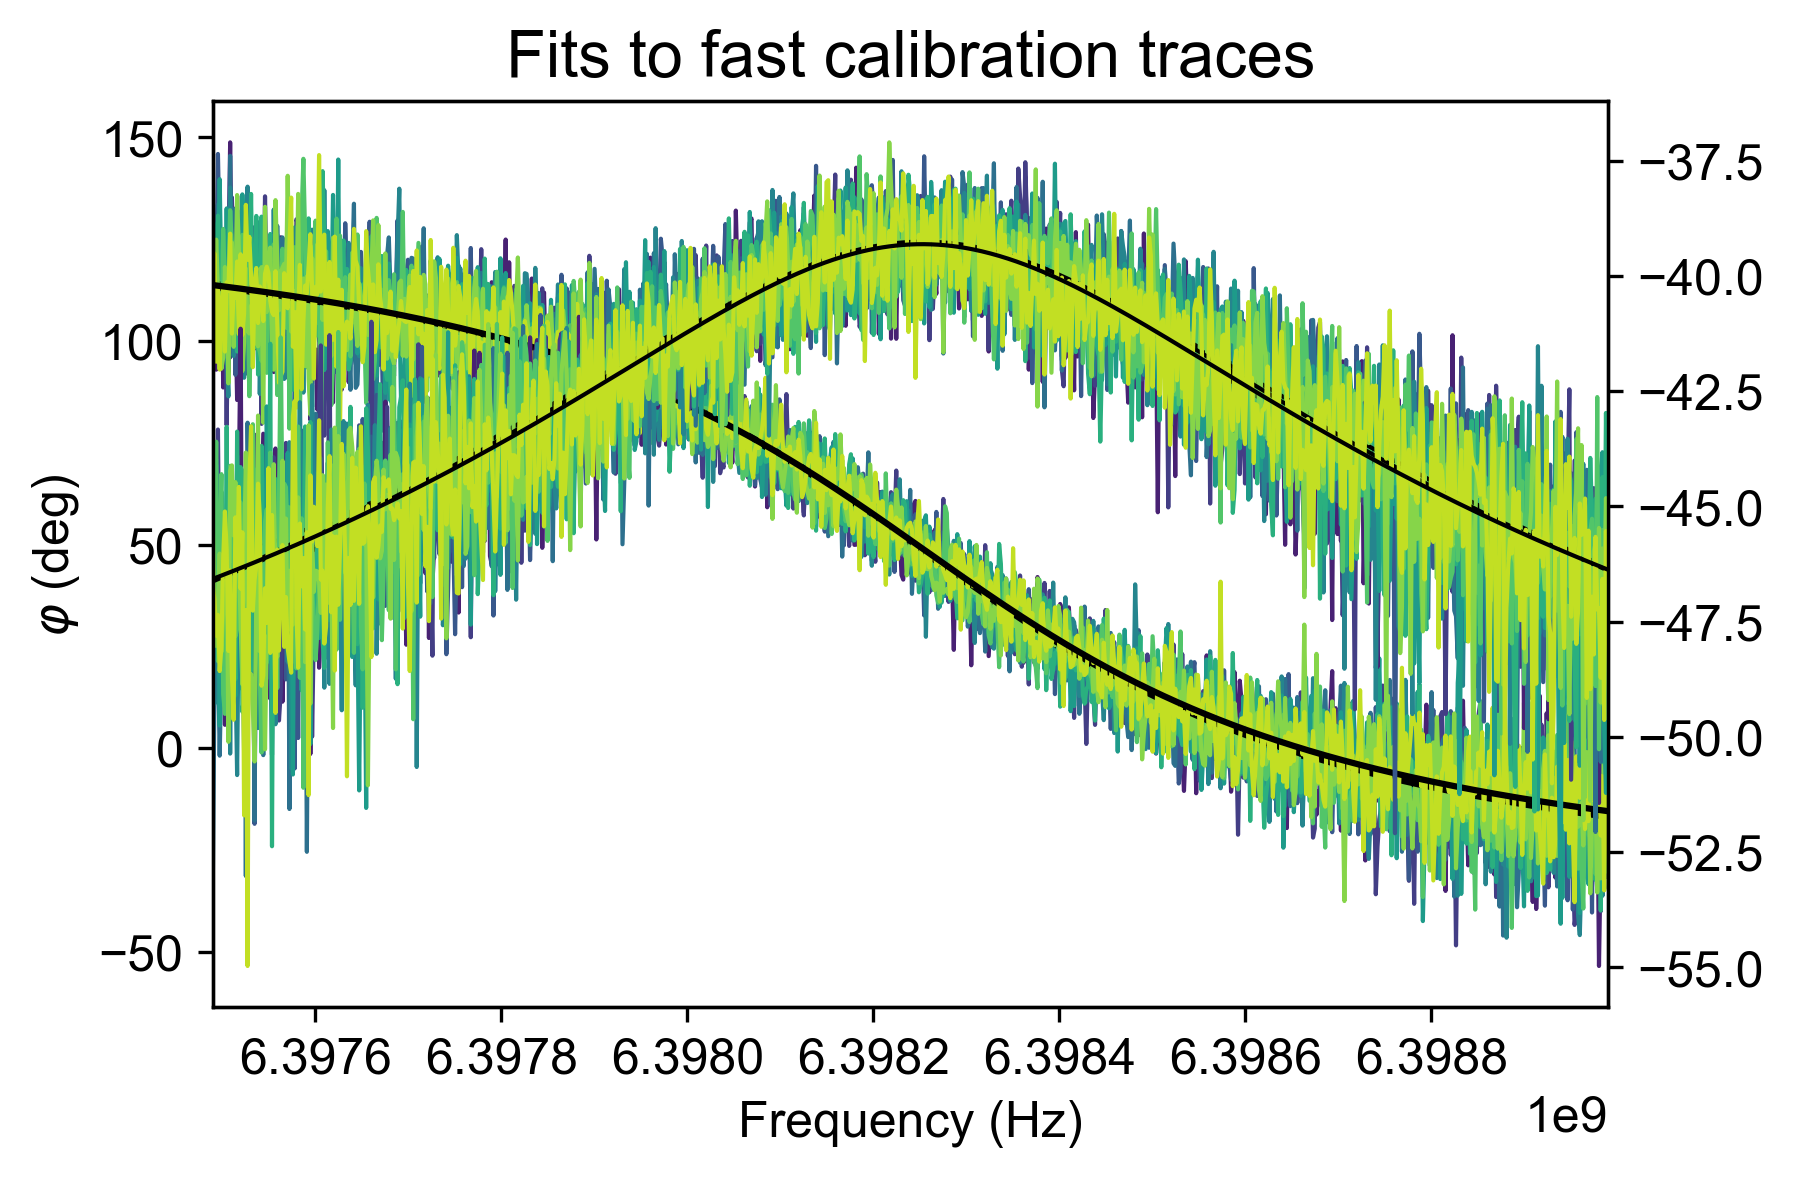 Fits to fast calibration traces
150
100
50
0
−50
φ (deg)
−37.5
−40.0
−42.5
−45.0
−47.5
−50.0
−52.5
−55.0
6.3976 6.3978 6.3980 6.3982 6.3984 6.3986 6.3988
Frequency (Hz)
1e9